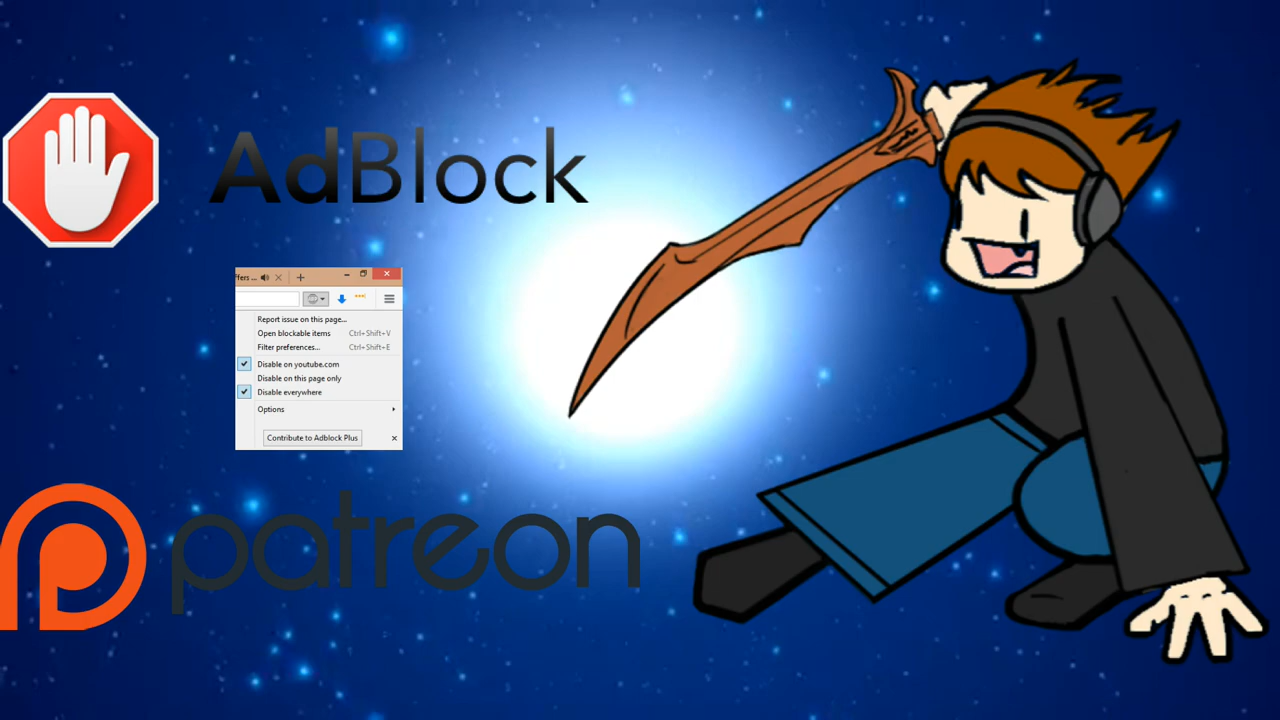 AdBlock
ffers ...
Report issue on this page...
Open blockable items Ctrl+Shift+V
Filter preferences... Ctrl+Shift+E
Disable on youtube.com
Disable on this page only
Disable everywhere
Options
Contribute to Adblock Plus
patreon